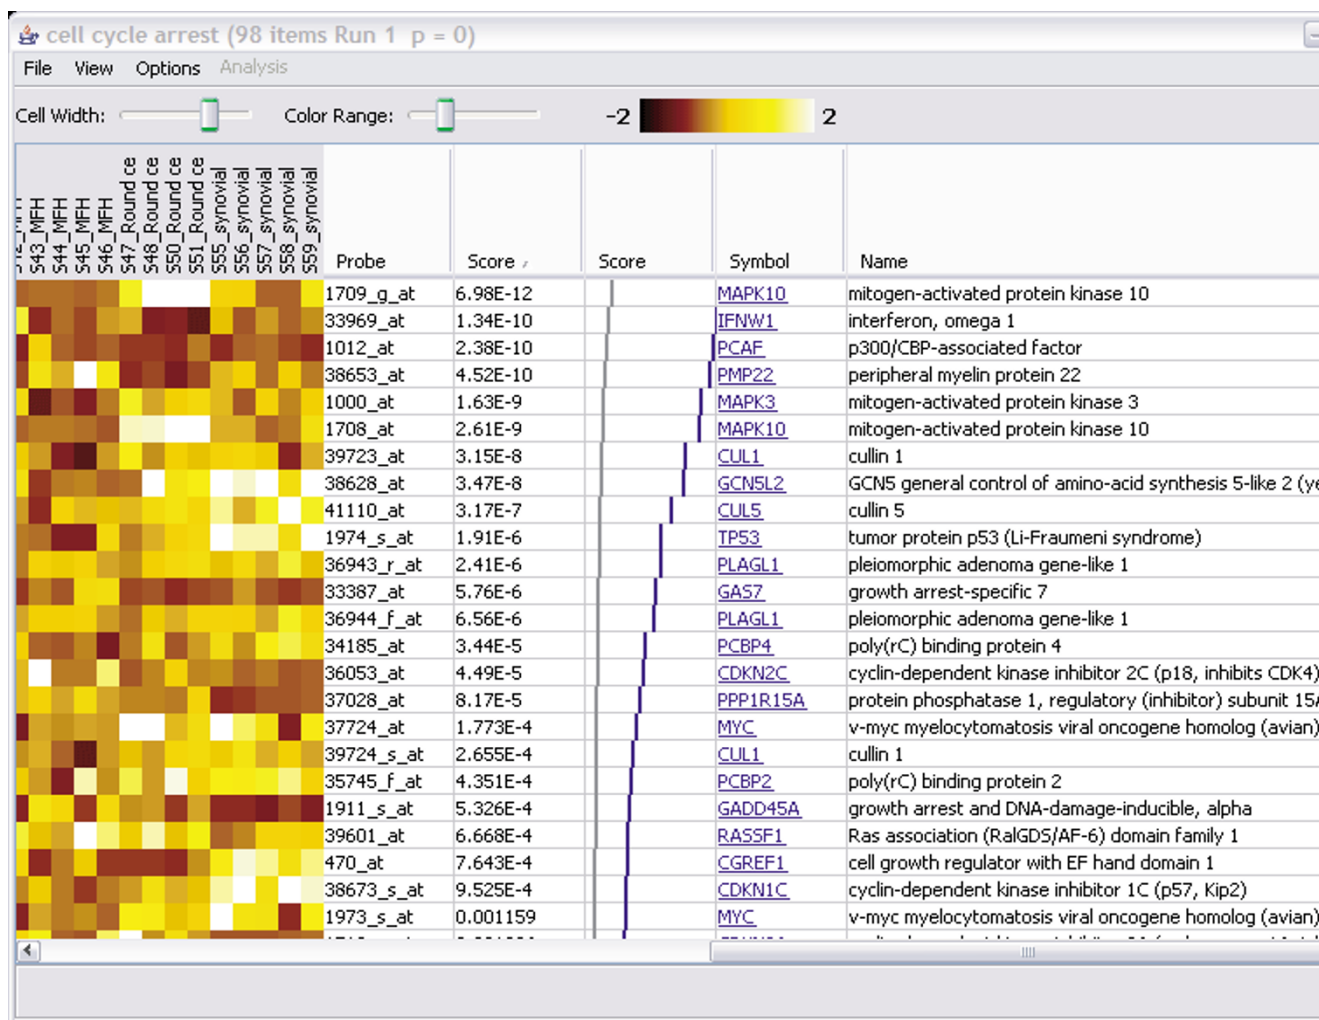 cell cycle arrest (98 items Run 1 p = 0)
File View Options Analysis
Cell Width: Color Range: -2 2
S43_MFH
S44_MFH
S45_MFH
S46_MFH
S47_Round ce
S48_Round ce
S50_Round ce
S51_Round ce
S55_synovial
S56_synovial
S57_synovial
S58_synovial
S59_synovial
Probe Score Score Symbol Name
1709_g_at 6.98E-12 MAPK10 mitogen-activated protein kinase 10
33969_at 1.34E-10 IFNW1 interferon, omega 1
1012_at 2.38E-10 PCAF p300/CBP-associated factor
38653_at 4.52E-10 PMP22 peripheral myelin protein 22
1000_at 1.63E-9 MAPK3 mitogen-activated protein kinase 3
1708_at 2.61E-9 MAPK10 mitogen-activated protein kinase 10
39723_at 3.15E-8 CUL1 cullin 1
38628_at 3.47E-8 GCN5L2 GCN5 general control of amino-acid synthesis 5-like 2 (ye
41110_at 3.17E-7 CUL5 cullin 5
1974_s_at 1.91E-6 TP53 tumor protein p53 (Li-Fraumeni syndrome)
36943_r_at 2.41E-6 PLAGL1 pleiomorphic adenoma gene-like 1
33387_at 5.76E-6 GAS7 growth arrest-specific 7
36944_f_at 6.56E-6 PLAGL1 pleiomorphic adenoma gene-like 1
34185_at 3.44E-5 PCBP4 poly(rC) binding protein 4
36053_at 4.49E-5 CDKN2C cyclin-dependent kinase inhibitor 2C (p18, inhibits CDK4)
37028_at 8.17E-5 PPP1R15A protein phosphatase 1, regulatory (inhibitor) subunit 15A
37724_at 1.773E-4 MYC v-myc myelocytomatosis viral oncogene homolog (avian)
39724_s_at 2.655E-4 CUL1 cullin 1
35745_f_at 4.351E-4 PCBP2 poly(rC) binding protein 2
1911_s_at 5.326E-4 GADD45A growth arrest and DNA-damage-inducible, alpha
39601_at 6.668E-4 RASSF1 Ras association (RalGDS/AF-6) domain family 1
470_at 7.643E-4 CGREF1 cell growth regulator with EF hand domain 1
38673_s_at 9.525E-4 CDKN1C cyclin-dependent kinase inhibitor 1C (p57, Kip2)
1973_s_at 0.001159 MYC v-myc myelocytomatosis viral oncogene homolog (avian)